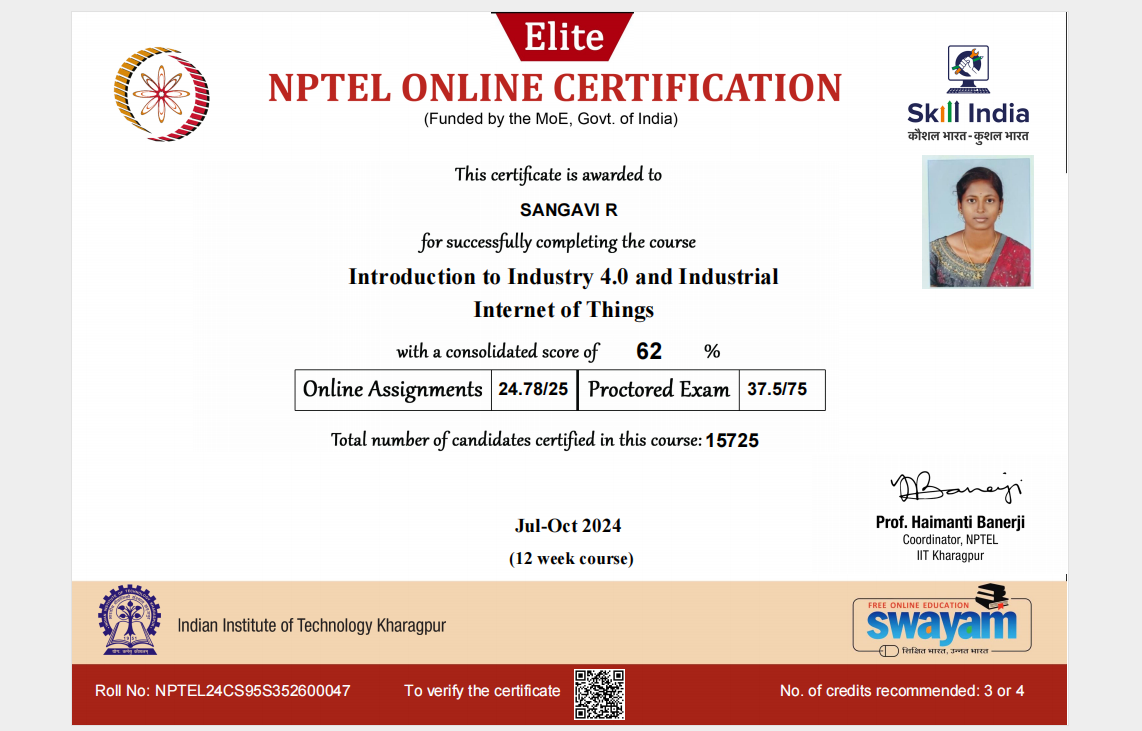 Elite
NPTEL ONLINE CERTIFICATION
(Funded by the MoE, Govt. of India)
Skill India
कौशल भारत - कुशल भारत
This certificate is awarded to
SANGAVI R
for successfully completing the course
Introduction to Industry 4.0 and Industrial
Internet of Things
with a consolidated score of 62 %
Online Assignments 24.78/25 Proctored Exam 37.5/75
Total number of candidates certified in this course: 15725
Banerji
Prof. Haimanti Banerji
Coordinator, NPTEL
IIT Kharagpur
Jul-Oct 2024
(12 week course)
Indian Institute of Technology Kharagpur
FREE ONLINE EDUCATION
swayam
शिक्षित भारत, उन्नत भारत
Roll No: NPTEL24CS95S352600047 To verify the certificate No. of credits recommended: 3 or 4